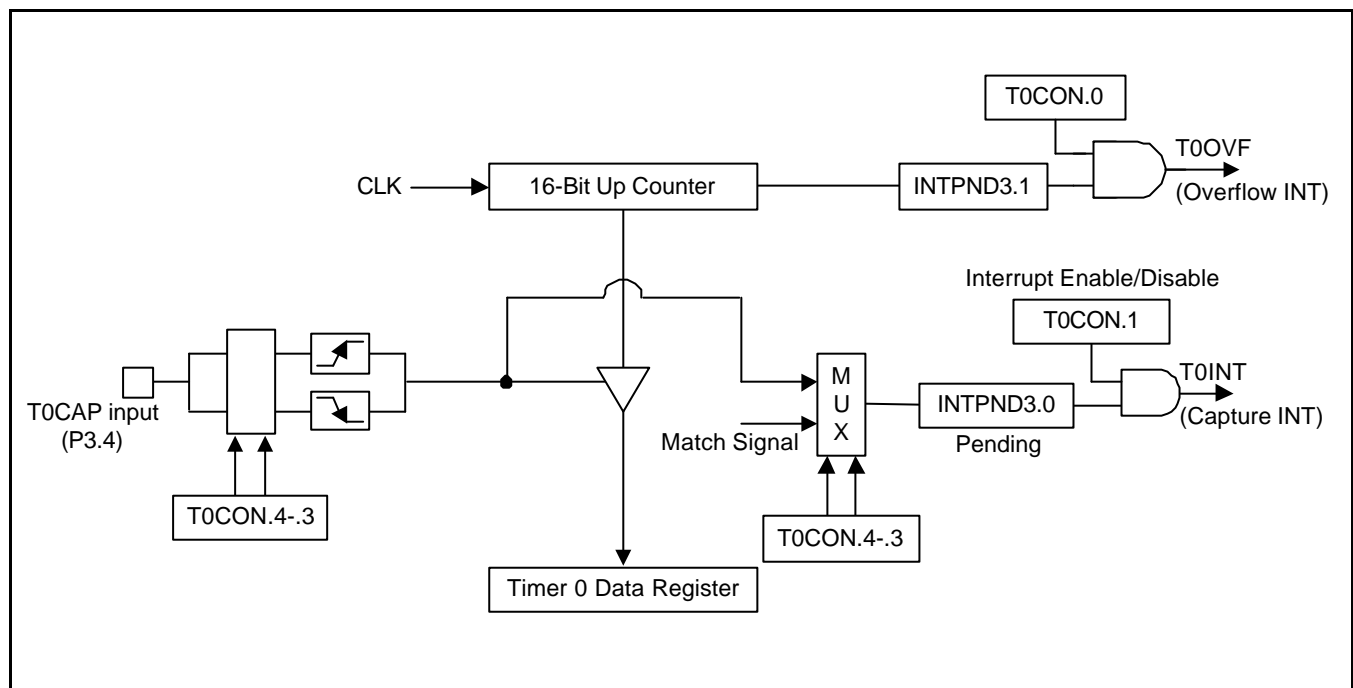 T0CON.0
T0OVF
CLK
16-Bit Up Counter
INTPND3.1
(Overflow INT)
Interrupt Enable/Disable
T0CON.1
T0CAP input
(P3.4)
M
U
X
Match Signal
INTPND3.0
Pending
T0INT
(Capture INT)
T0CON.4-.3
T0CON.4-.3
Timer 0 Data Register